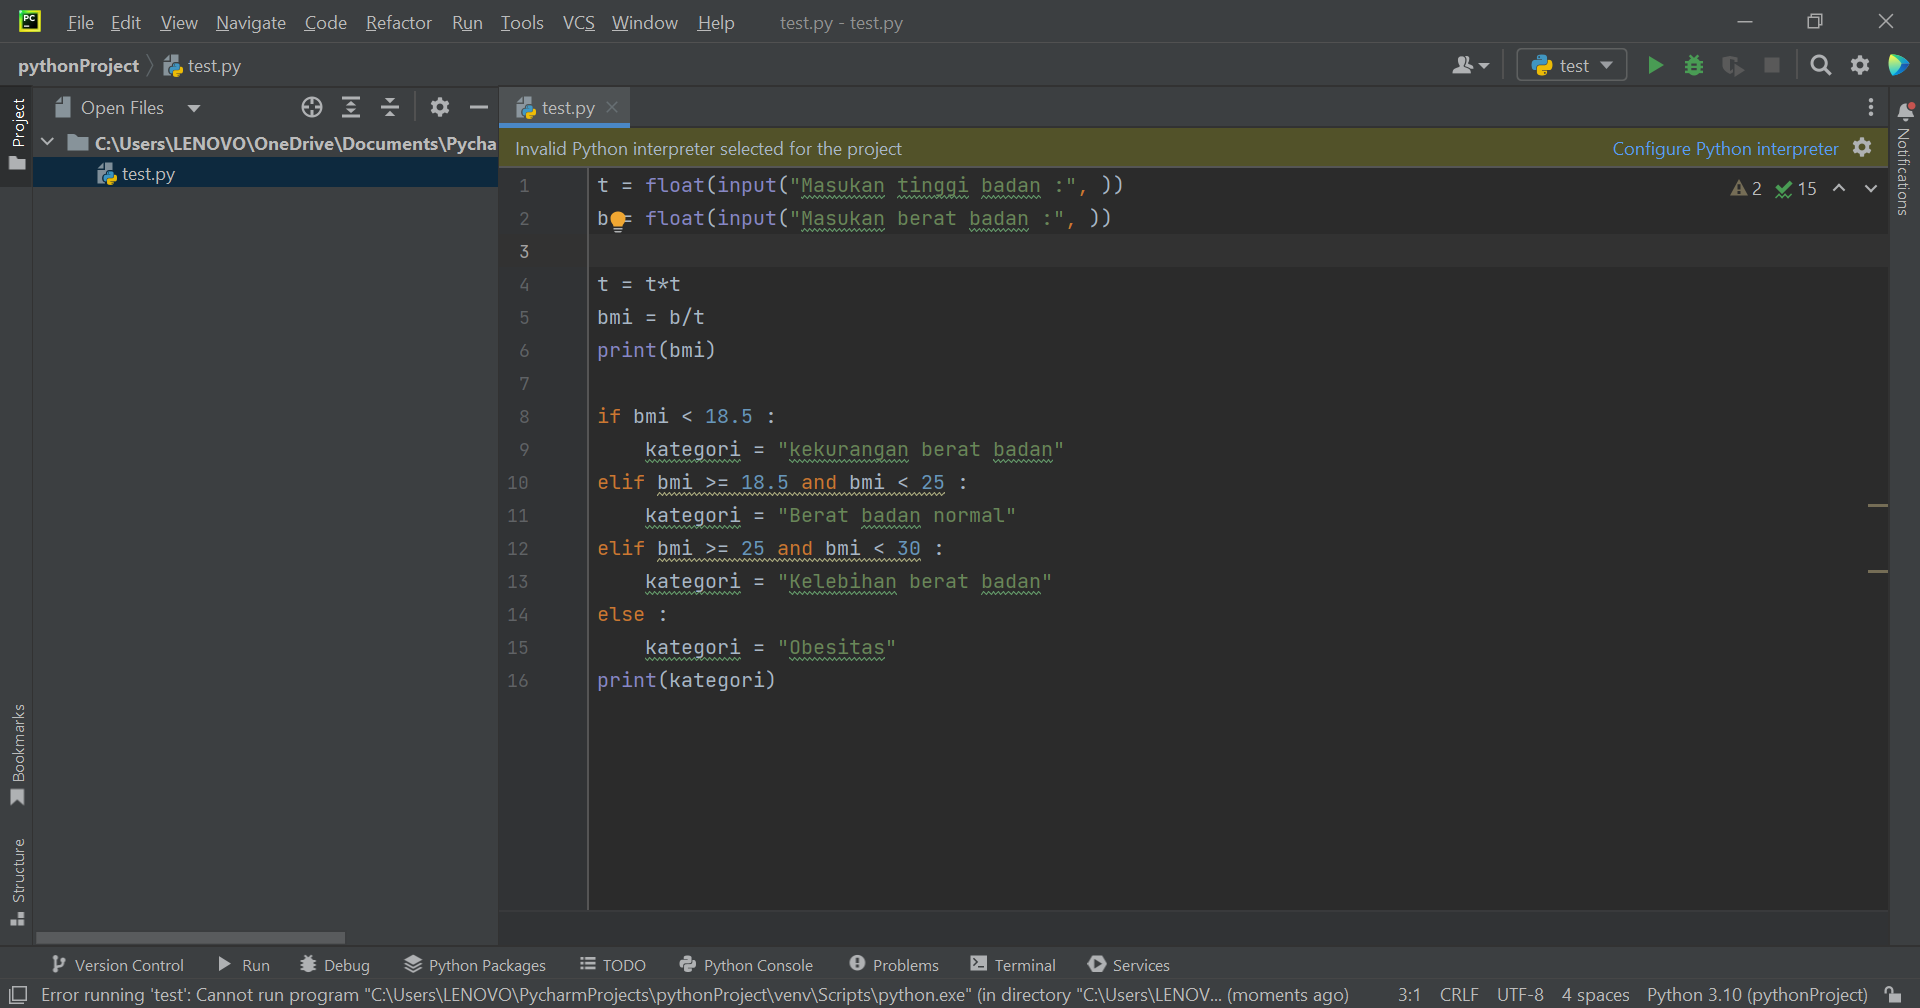 PC File Edit View Navigate Code Refactor Run Tools VCS Window Help test.py - test.py
pythonProject test.py test
Project Open Files test.py
Invalid Python interpreter selected for the project Configure Python interpreter
C:\Users\LENOVO\OneDrive\Documents\Pycha
test.py
Notifications
2 15
1 t = float(input("Masukan tinggi badan :", ))
2 b = float(input("Masukan berat badan :", ))
3
4 t = t*t
5 bmi = b/t
6 print(bmi)
7
8 if bmi < 18.5 :
9 kategori = "kekurangan berat badan"
10 elif bmi >= 18.5 and bmi < 25 :
11 kategori = "Berat badan normal"
12 elif bmi >= 25 and bmi < 30 :
13 kategori = "Kelebihan berat badan"
14 else :
15 kategori = "Obesitas"
16 print(kategori)
Bookmarks
Structure
Version Control Run Debug Python Packages TODO Python Console Problems Terminal Services
Error running 'test': Cannot run program "C:\Users\LENOVO\PycharmProjects\pythonProject\venv\Scripts\python.exe" (in directory "C:\Users\LENOV... (moments ago) 3:1 CRLF UTF-8 4 spaces Python 3.10 (pythonProject)